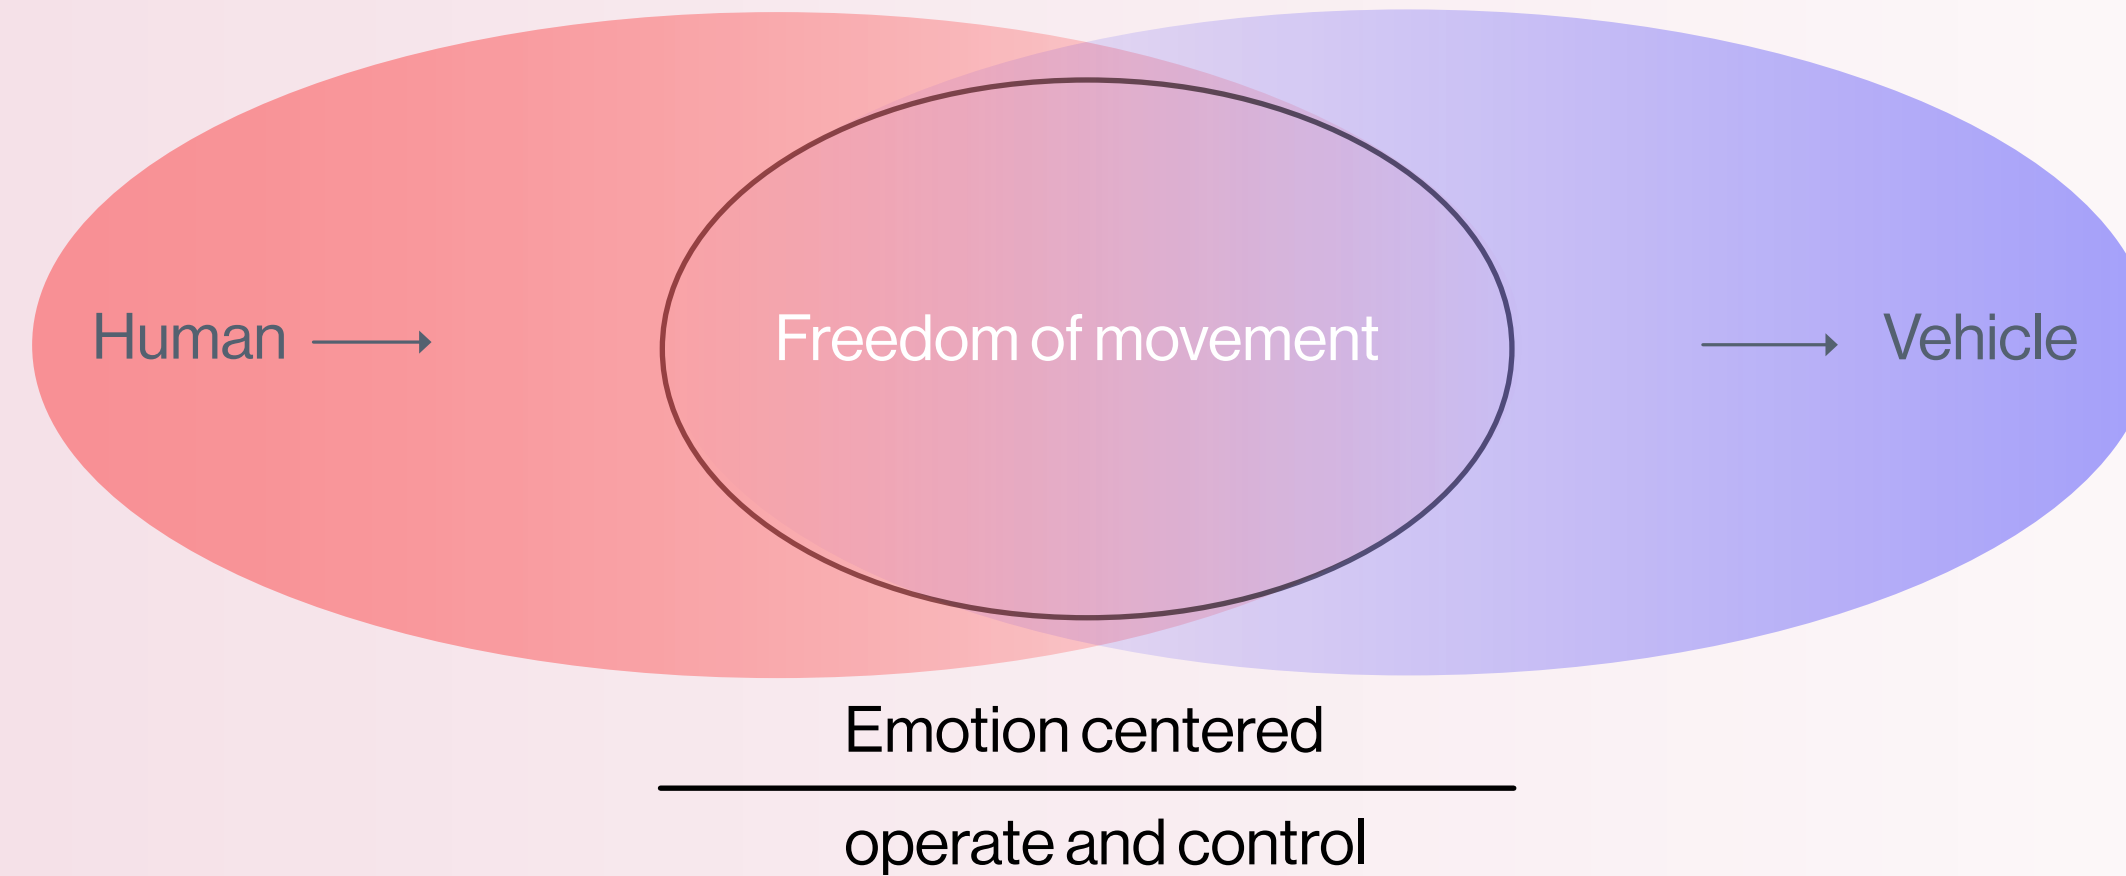 Human
Freedom of movement
Vehicle
Emotion centered
operate and control